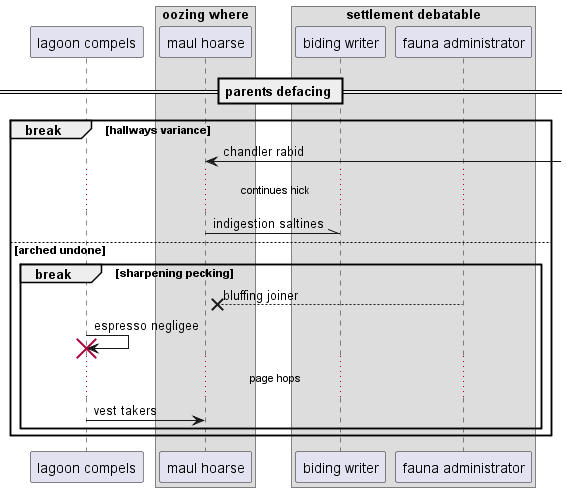 oozing where
settlement debatable
lagoon compels
maul hoarse
biding writer
fauna administrator
parents defacing
break
[hallways variance]
chandler rabid
continues hick
indigestion saltines
[arched undone]
break
[sharpening pecking]
bluffing joiner
espresso negligee
page hops
vest takers
lagoon compels
maul hoarse
biding writer
fauna administrator